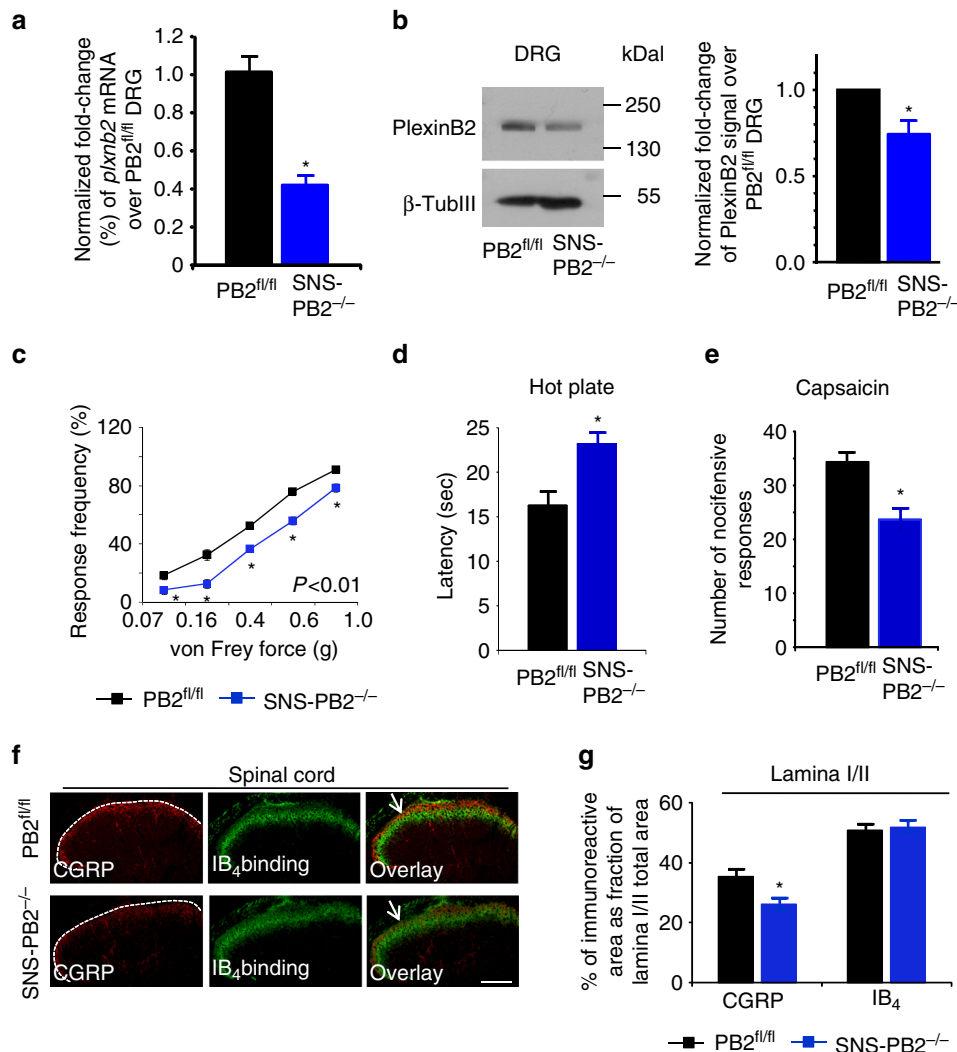 a
Normalized fold-change
(%) of plxnb2 mRNA
over PB2fl/fl DRG
1.2
1.0
0.8
0.6
0.4
0.2
0
*
PB2fl/fl
SNS-
PB2–/–
b
DRG
kDal
PlexinB2
250
130
β-TubIII
55
PB2fl/fl
SNS-
PB2–/–
Normalized fold-change
of PlexinB2 signal over
PB2fl/fl DRG
1.0
0.5
0.0
*
PB2fl/fl
SNS-
PB2–/–
c
Response frequency (%)
120
80
40
0
* * * * *
P<0.01
0.07 0.16 0.4 0.6 1.0
von Frey force (g)
PB2fl/fl
SNS-PB2–/–
d
Hot plate
Latency (sec)
25
20
15
10
5
0
*
PB2fl/fl
SNS-
PB2–/–
e
Capsaicin
Number of nocifensive
responses
40
30
20
10
0
*
PB2fl/fl
SNS-
PB2–/–
f
Spinal cord
PB2fl/fl
CGRP
IB4binding
Overlay
SNS-PB2–/–
CGRP
IB4binding
Overlay
g
Lamina I/II
% of immunoreactive
area as fraction of
lamina I/II total area
60
40
20
0
*
CGRP
IB4
PB2fl/fl
SNS-PB2–/–